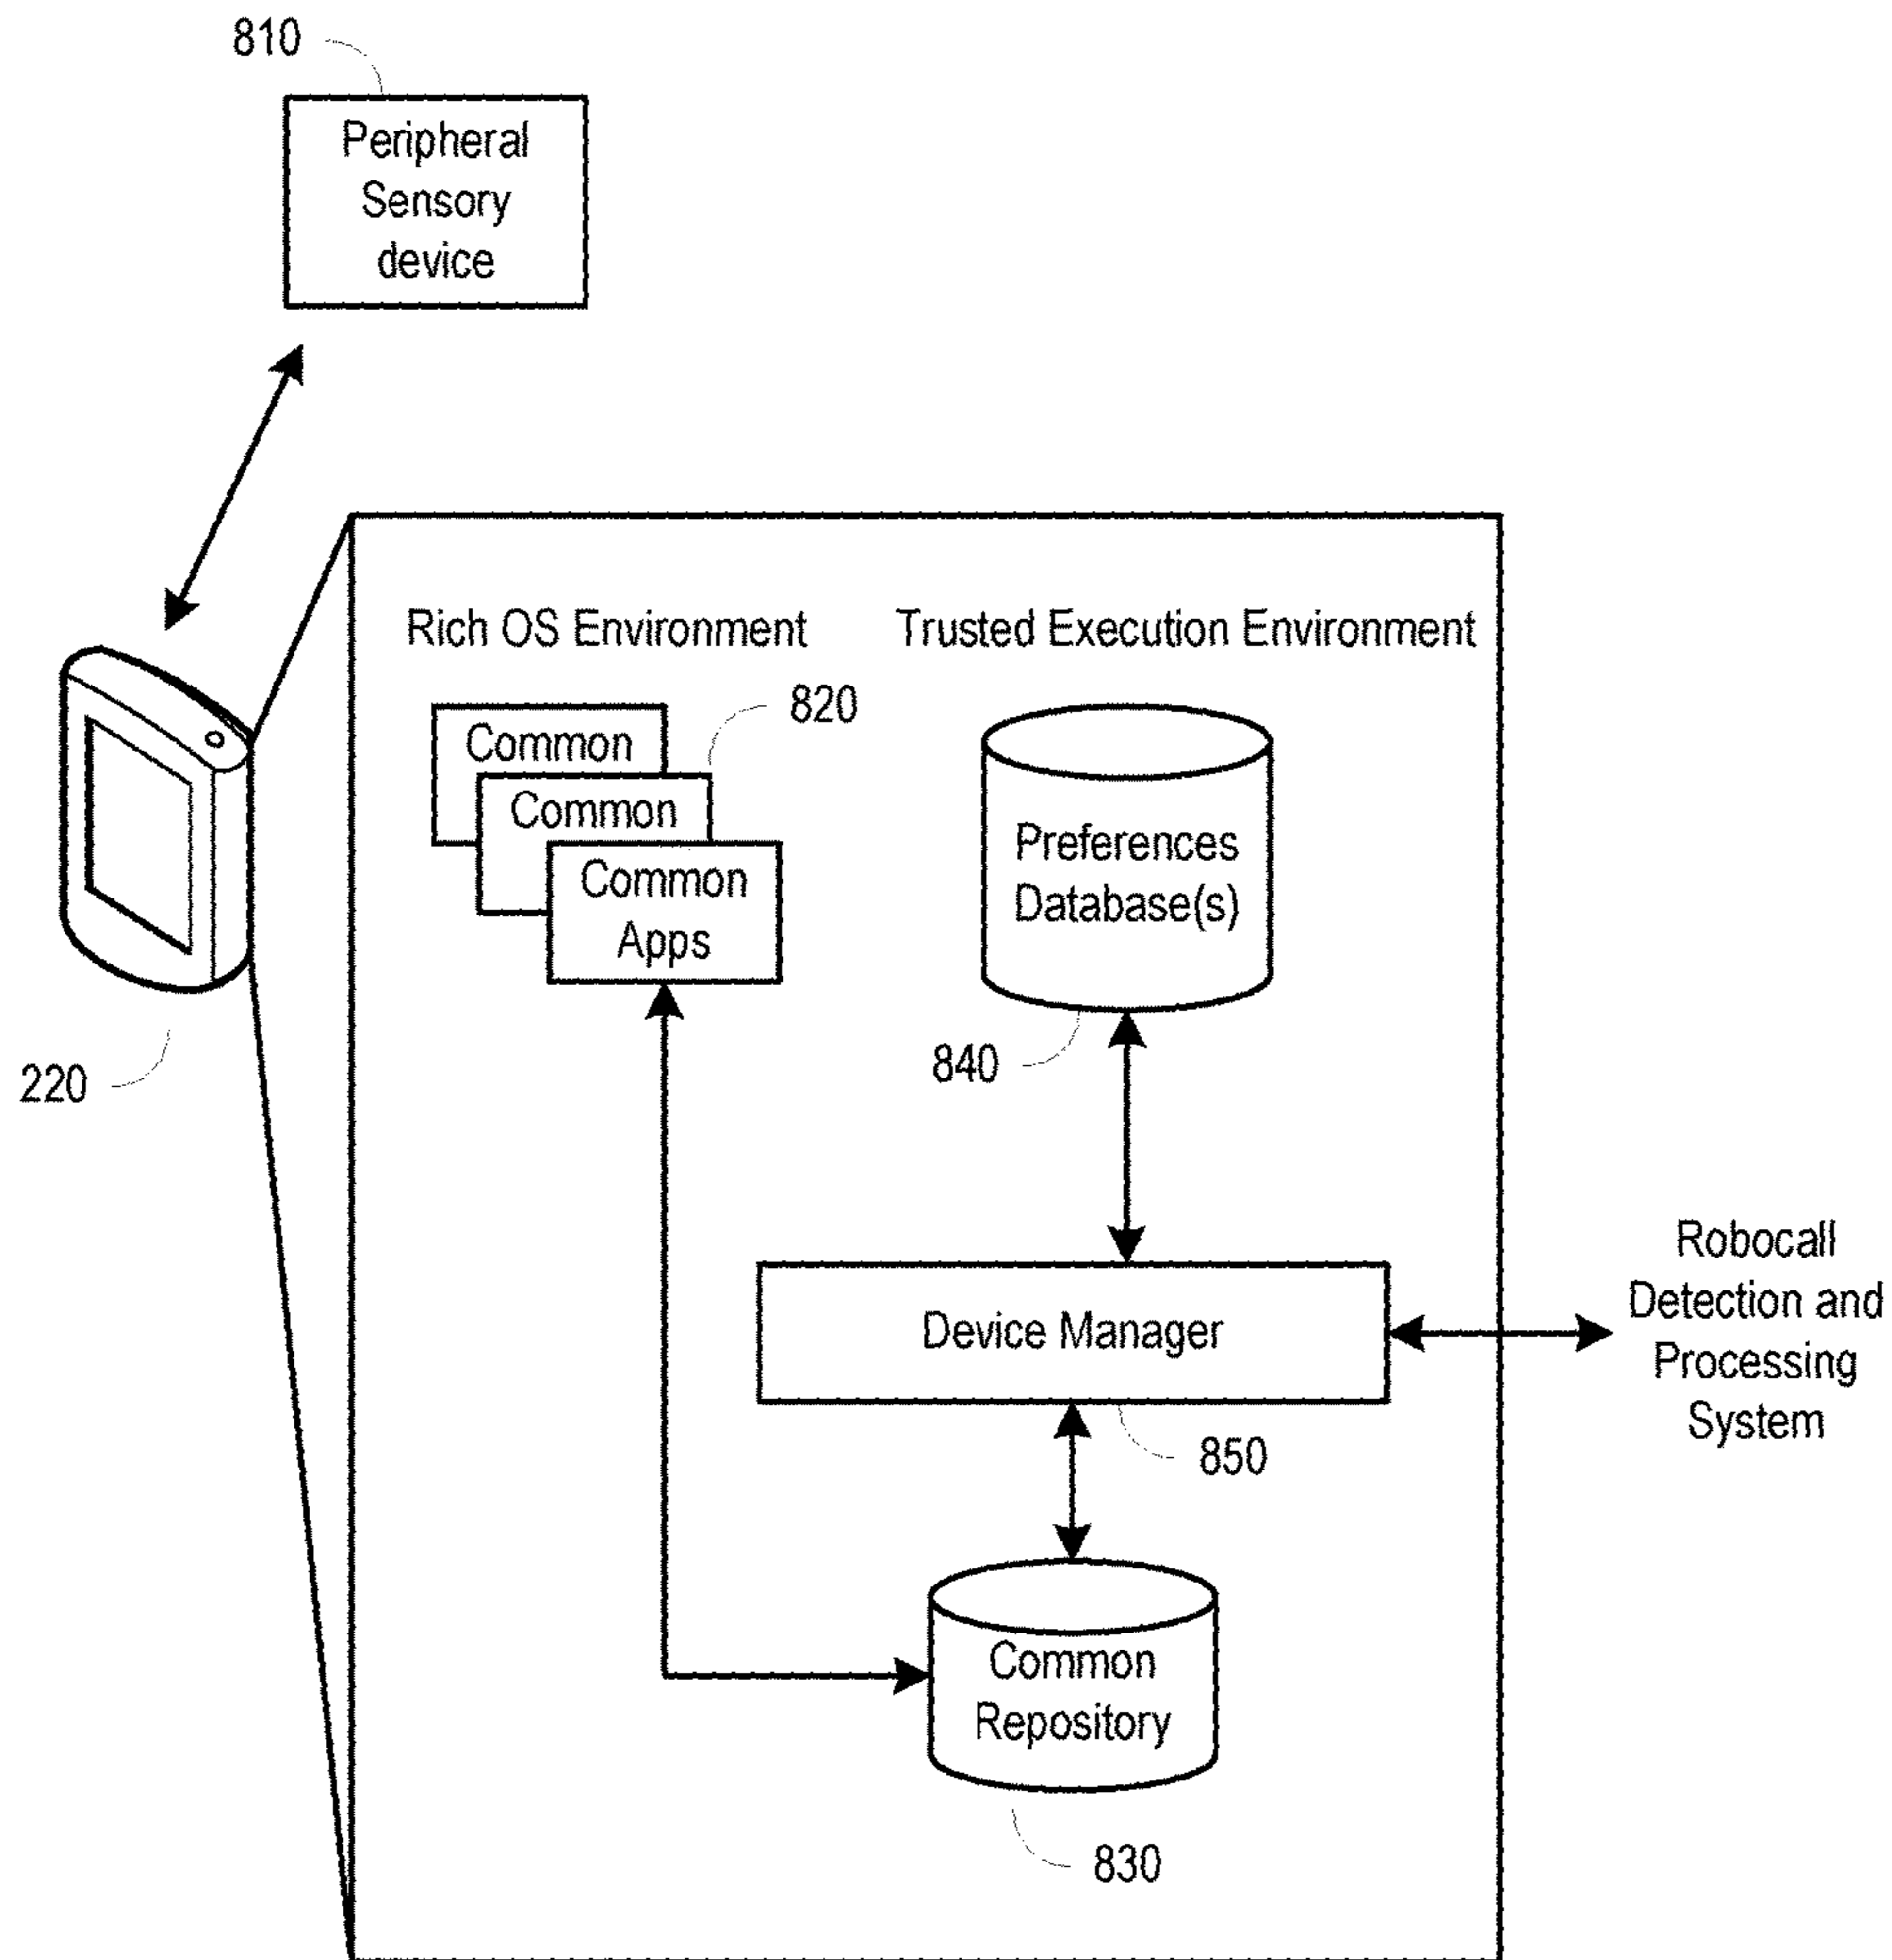 810
Peripheral
Sensory
device
Rich OS Environment
Trusted Execution Environment
820
Common
Common
Common
Apps
Preferences
Database(s)
840
220
Device Manager
Robocall
Detection and
Processing
System
850
Common
Repository
830